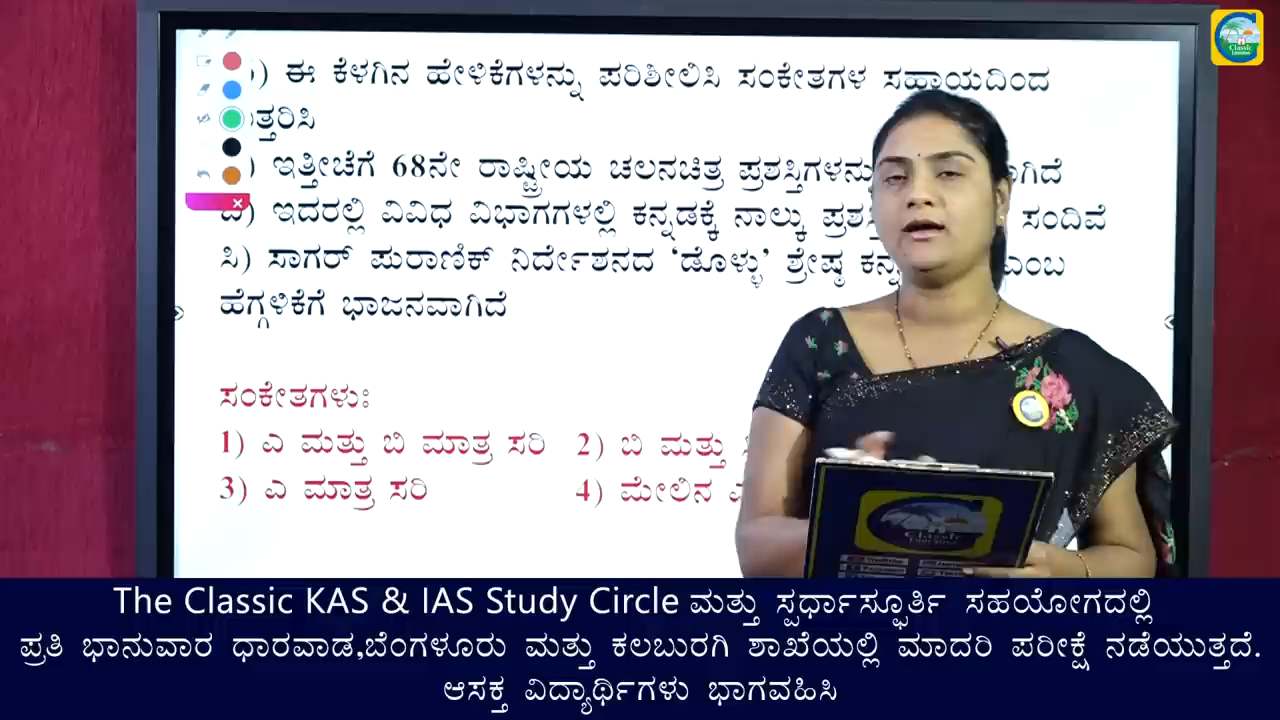 ) ಈ ಕೆಳಗಿನ ಹೇಳಿಕೆಗಳನ್ನು ಪರಿಶೀಲಿಸಿ ಸಂಕೇತಗಳ ಸಹಾಯದಿಂದ
ತ್ತರಿಸಿ
) ಇತ್ತೀಚೆಗೆ 68ನೇ ರಾಷ್ಟ್ರೀಯ ಚಲನಚಿತ್ರ ಪ್ರಶಸ್ತಿಗಳನ್ನು
ಬಿ) ಇದರಲ್ಲಿ ವಿವಿಧ ವಿಭಾಗಗಳಲ್ಲಿ ಕನ್ನಡಕ್ಕೆ ನಾಲ್ಕು ಸಂದಿವೆ
ಸಿ) ಸಾಗರ್ ಪುರಾಣಿಕ್ ನಿರ್ದೇಶನದ ‘ಡೊಳ್ಳು’ ಶ್ರೇಷ್ಠ ಎಂಬ
ಹೆಗ್ಗಳಿಕೆಗೆ ಭಾಜನವಾಗಿದೆ
ಸಂಕೇತಗಳುಃ
1) ಎ ಮತ್ತು ಬಿ ಮಾತ್ರ ಸರಿ 2) ಬಿ ಮತ್ತು
3) ಎ ಮಾತ್ರ ಸರಿ 4) ಮೇಲಿನ
Classic
The Classic KAS & IAS Study Circle ಮತ್ತು ಸ್ಪರ್ಧಾಸ್ಫೂರ್ತಿ ಸಹಯೋಗದಲ್ಲಿ
ಪ್ರತಿ ಭಾನುವಾರ ಧಾರವಾಡ,ಬೆಂಗಳೂರು ಮತ್ತು ಕಲಬುರಗಿ ಶಾಖೆಯಲ್ಲಿ ಮಾದರಿ ಪರೀಕ್ಷೆ ನಡೆಯುತ್ತದೆ.
ಆಸಕ್ತ ವಿದ್ಯಾರ್ಥಿಗಳು ಭಾಗವಹಿಸಿ